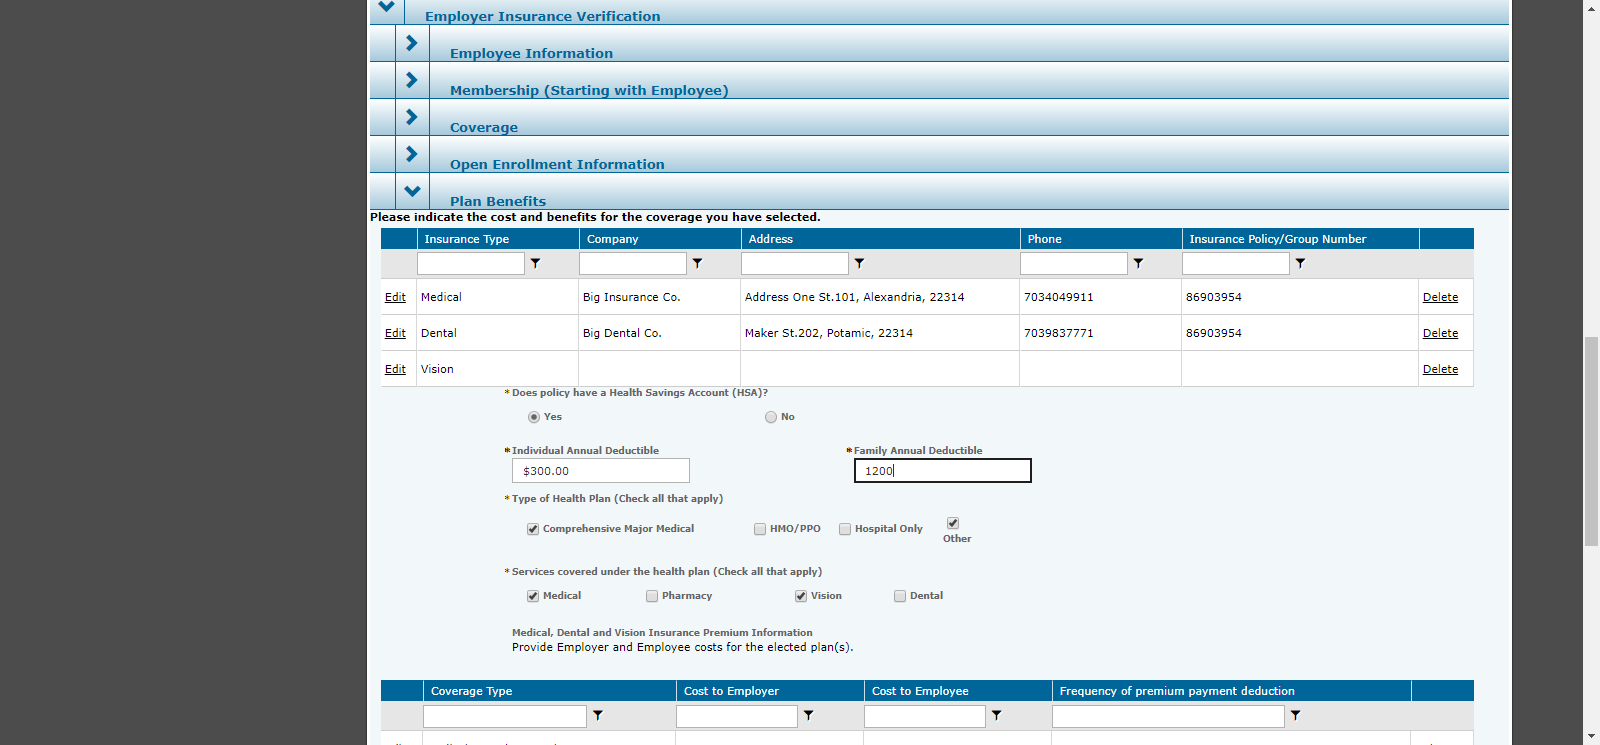 Employer Insurance Verification
Employee Information
Membership (Starting with Employee)
Coverage
Open Enrollment Information
Plan Benefits
Please indicate the cost and benefits for the coverage you have selected.
Insurance Type Company Address Phone Insurance Policy/Group Number
Edit Medical Big Insurance Co. Address One St.101, Alexandria, 22314 7034049911 86903954 Delete
Edit Dental Big Dental Co. Maker St.202, Potamic, 22314 7039837771 86903954 Delete
Edit Vision Delete
* Does policy have a Health Savings Account (HSA)?
Yes No
* Individual Annual Deductible * Family Annual Deductible
$300.00 1200
* Type of Health Plan (Check all that apply)
Comprehensive Major Medical HMO/PPO Hospital Only Other
* Services covered under the health plan (Check all that apply)
Medical Pharmacy Vision Dental
Medical, Dental and Vision Insurance Premium Information
Provide Employer and Employee costs for the elected plan(s).
Coverage Type Cost to Employer Cost to Employee Frequency of premium payment deduction